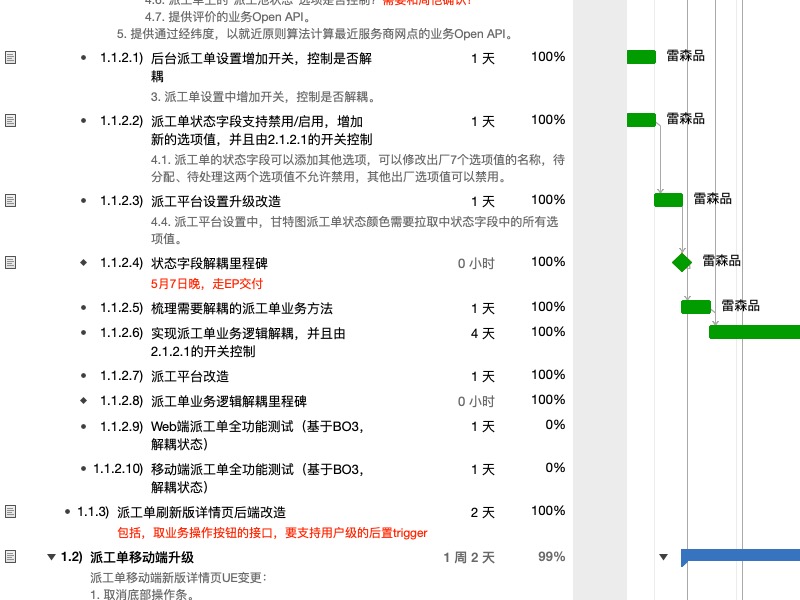 4.6. 派工单上的“派工池状态”选项是否控制？需要和周恒确认！
4.7. 提供评价的业务Open API。
5. 提供通过经纬度，以就近原则算法计算最近服务商网点的业务Open API。
• 1.1.2.1) 后台派工单设置增加开关，控制是否解 1 天 100% 雷森品
耦
3. 派工单设置中增加开关，控制是否解耦。
• 1.1.2.2) 派工单状态字段支持禁用/启用，增加 1 天 100% 雷森品
新的选项值，并且由2.1.2.1的开关控制
4.1. 派工单的状态字段可以添加其他选项，可以修改出厂7个选项值的名称，待
分配、待处理这两个选项值不允许禁用，其他出厂选项值可以禁用。
• 1.1.2.3) 派工平台设置升级改造 1 天 100% 雷森品
4.4. 派工平台设置中，甘特图派工单状态颜色需要拉取中状态字段中的所有选
项值。
◆ 1.1.2.4) 状态字段解耦里程碑 0 小时 100% 雷森品
5月7日晚，走EP交付
• 1.1.2.5) 梳理需要解耦的派工单业务方法 1 天 100% 雷森品
• 1.1.2.6) 实现派工单业务逻辑解耦，并且由 4 天 100%
2.1.2.1的开关控制
• 1.1.2.7) 派工平台改造 1 天 100%
◆ 1.1.2.8) 派工单业务逻辑解耦里程碑 0 小时 100%
• 1.1.2.9) Web端派工单全功能测试（基于BO3， 1 天 0%
解耦状态）
• 1.1.2.10) 移动端派工单全功能测试（基于BO3， 1 天 0%
解耦状态）
• 1.1.3) 派工单刷新版详情页后端改造 2 天 100%
包括，取业务操作按钮的接口，要支持用户级的后置trigger
▼ 1.2) 派工单移动端升级 1 周 2 天 99%
派工单移动端新版详情页UE变更：
1. 取消底部操作条。